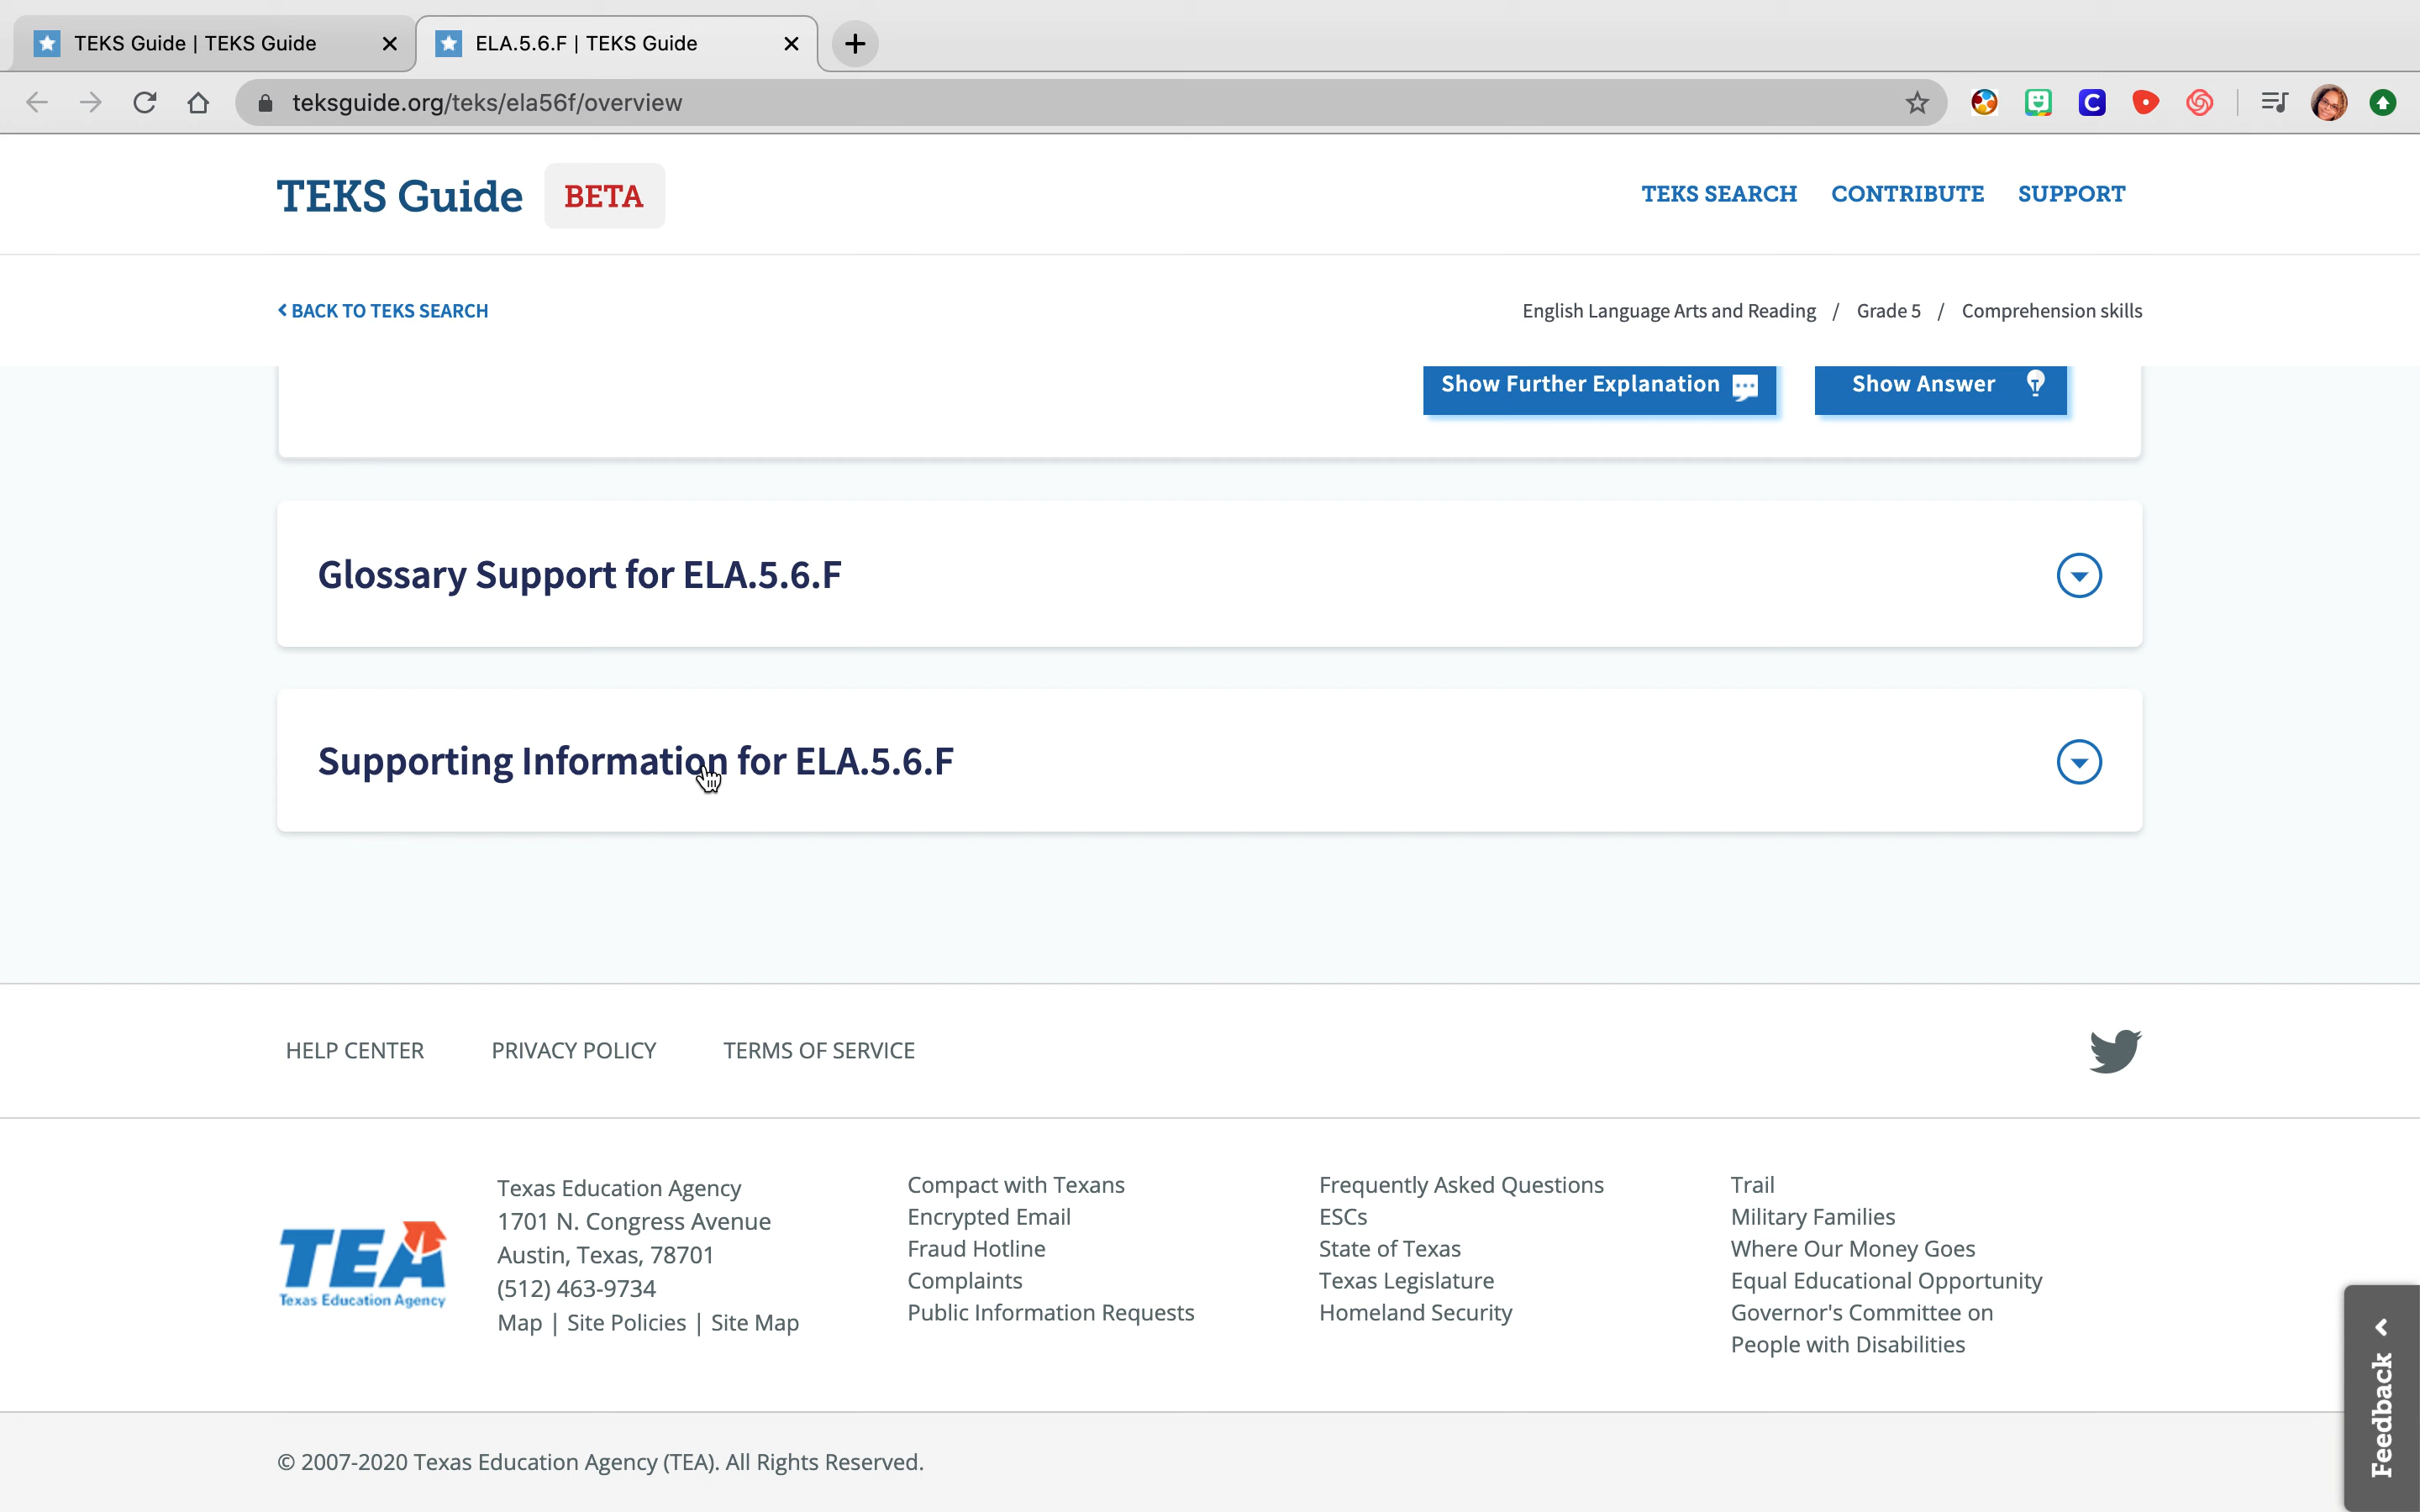 TEKS Guide | TEKS Guide
ELA.5.6.F | TEKS Guide
teksguide.org/teks/ela56f/overview
TEKS Guide BETA
TEKS SEARCH CONTRIBUTE SUPPORT
BACK TO TEKS SEARCH
English Language Arts and Reading / Grade 5 / Comprehension skills
Show Further Explanation
Show Answer
Glossary Support for ELA.5.6.F
Supporting Information for ELA.5.6.F
HELP CENTER PRIVACY POLICY TERMS OF SERVICE
TEA
Texas Education Agency
Texas Education Agency
1701 N. Congress Avenue
Austin, Texas, 78701
(512) 463-9734
Map | Site Policies | Site Map
Compact with Texans
Encrypted Email
Fraud Hotline
Complaints
Public Information Requests
Frequently Asked Questions
ESCs
State of Texas
Texas Legislature
Homeland Security
Trail
Military Families
Where Our Money Goes
Equal Educational Opportunity
Governor's Committee on
People with Disabilities
Feedback
© 2007-2020 Texas Education Agency (TEA). All Rights Reserved.